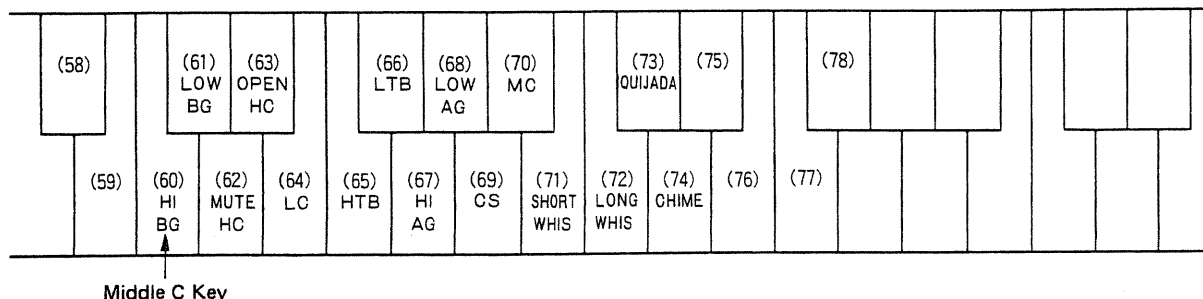 (58)
(61) LOW BG
(63) OPEN HC
(66) LTB
(68) LOW AG
(70) MC
(73) QUIJADA
(75)
(78)
(59)
(60) HI BG
(62) MUTE HC
(64) LC
(65) HTB
(67) HI AG
(69) CS
(71) SHORT WHIS
(72) LONG WHIS
(74) CHIME
(76)
(77)
Middle C Key